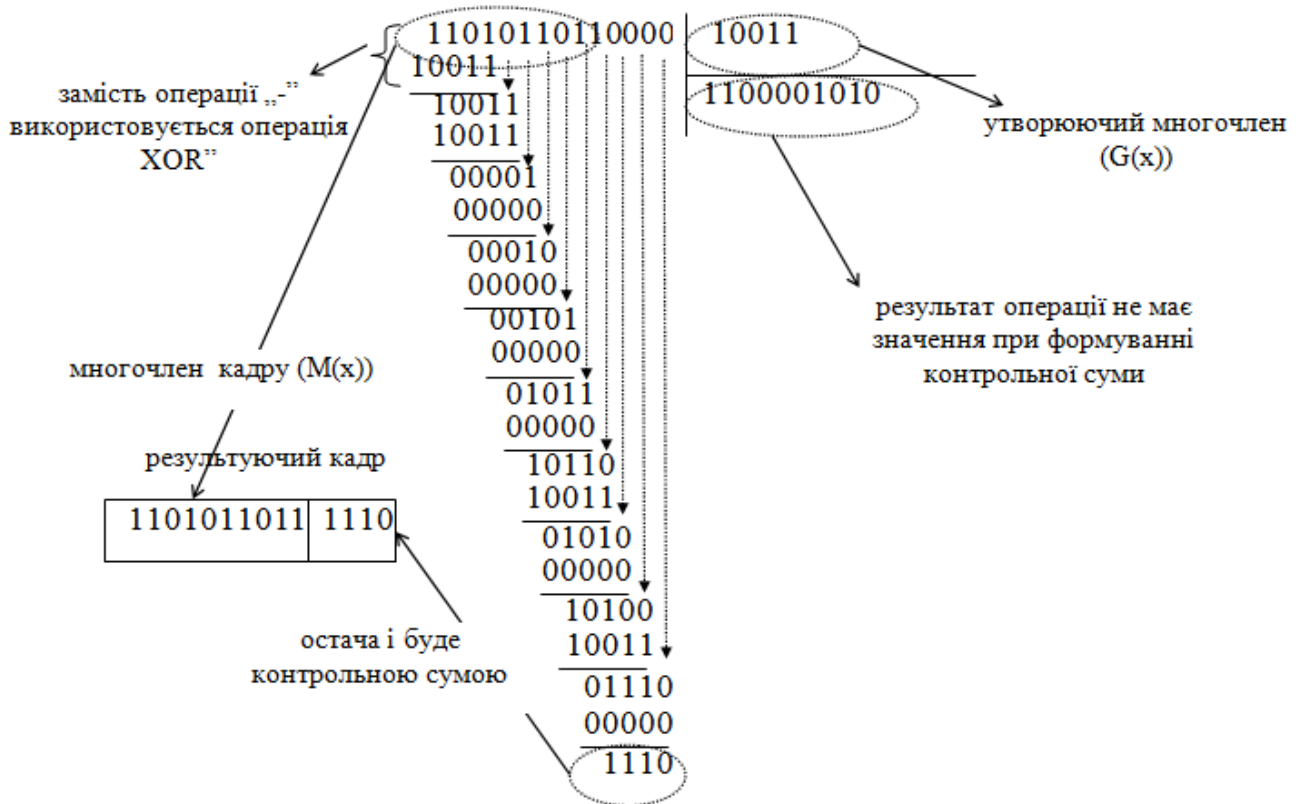 11010110110000
10011
10011
1100001010
10011
10011
00001
00000
00010
00000
00101
00000
01011
00000
10110
10011
01010
00000
10100
10011
01110
00000
1110
замість операції „-”
використовується операція
XOR”
утворюючий многочлен
(G(x))
результат операції не має
значення при формуванні
контрольної суми
многочлен кадру (M(x))
результуючий кадр
1101011011 1110
остача і буде
контрольною сумою